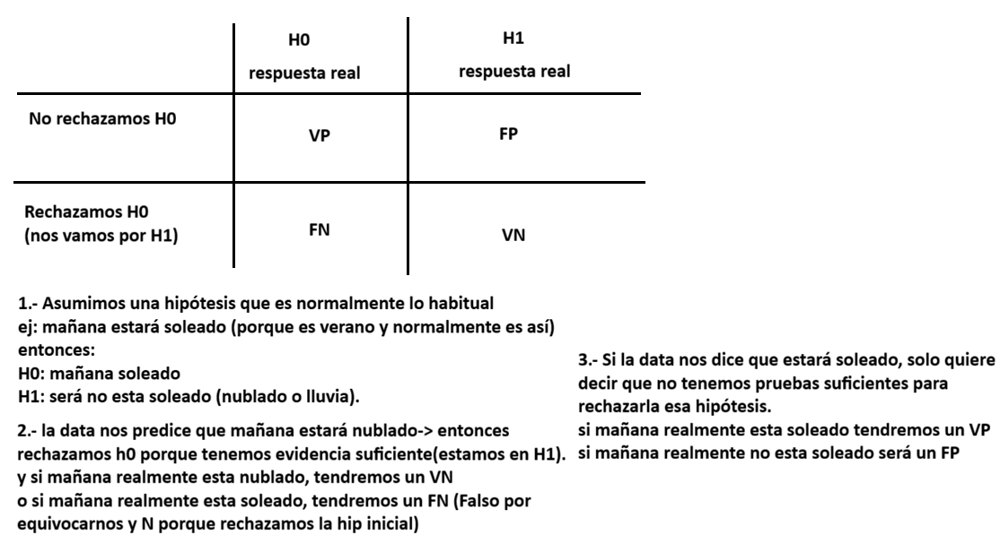 H0
respuesta real
H1
respuesta real
No rechazamos H0
VP
FP
Rechazamos H0
(nos vamos por H1)
FN
VN
1.- Asumimos una hipótesis que es normalmente lo habitual
ej: mañana estará soleado (porque es verano y normalmente es así)
entonces:
H0: mañana soleado
H1: será no esta soleado (nublado o lluvia).
2.- la data nos predice que mañana estará nublado-> entonces
rechazamos h0 porque tenemos evidencia suficiente(estamos en H1).
y si mañana realmente esta nublado, tendremos un VN
o si mañana realmente esta soleado, tendremos un FN (Falso por
equivocarnos y N porque rechazamos la hip inicial)
3.- Si la data nos dice que estará soleado, solo quiere
decir que no tenemos pruebas suficientes para
rechazarla esa hipótesis.
si mañana realmente esta soleado tendremos un VP
si mañana realmente no esta soleado será un FP